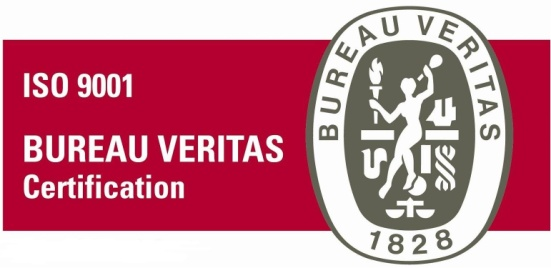 ISO 9001
BUREAU VERITAS
Certification
BUREAU VERITAS
1828